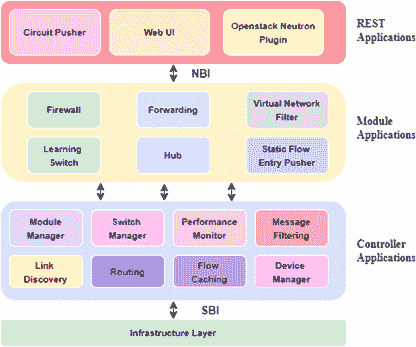 REST
Applications
Circuit Pusher
Web UI
Openstack Neutron
Plugin
NBI
Firewall
Forwarding
Virtual Network
Filter
Module
Applications
Learning
Switch
Hub
Static Flow
Entry Pusher
Module
Manager
Switch
Manager
Performance
Monitor
Message
Filtering
Controller
Applications
Link
Discovery
Routing
Flow
Caching
Device
Manager
SBI
Infrastructure Layer